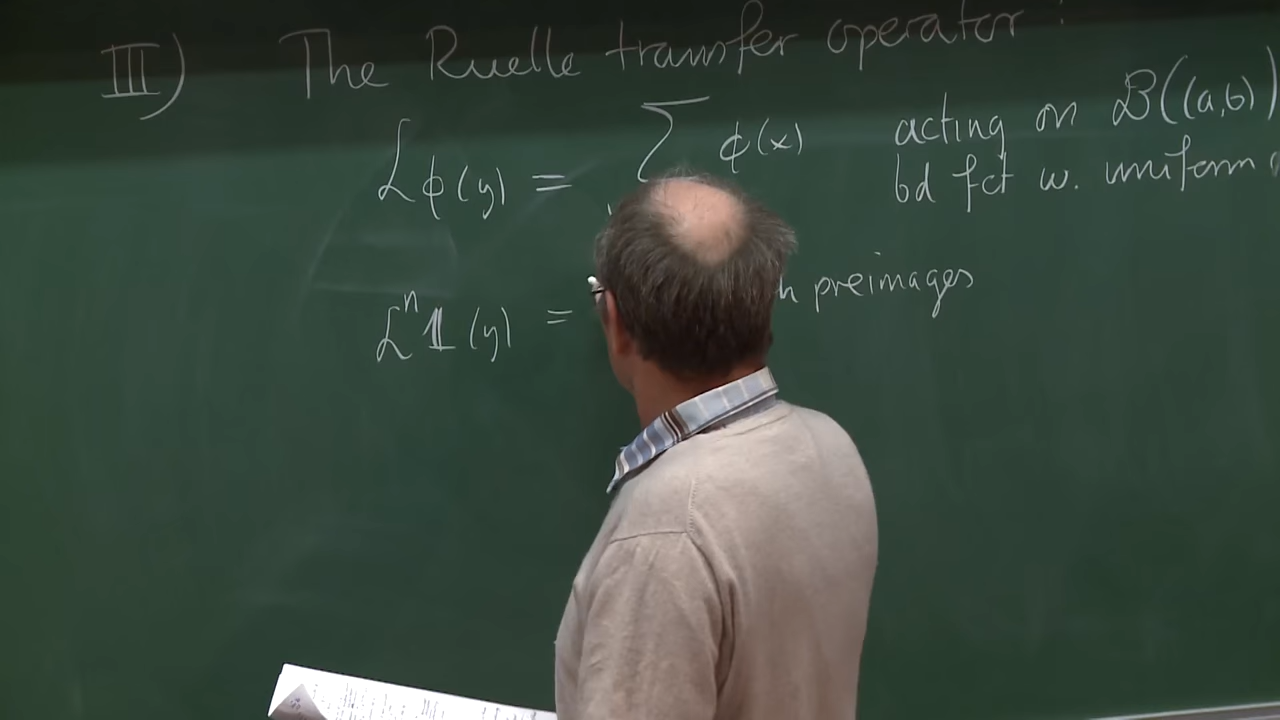 III) The Ruelle transfer operator :
ℒϕ(y) = ∑ ϕ(x) acting on ℬ((a,b))
bd fct w. uniform
ℒⁿ𝟙(y) = preimages